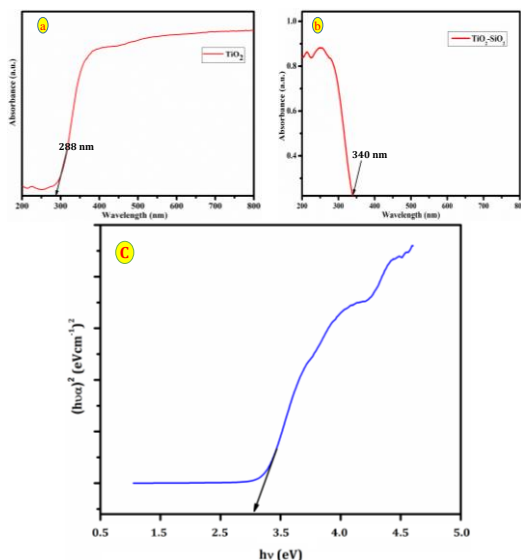 a
TiO2
Absorbance (a.u.)
288 nm
200 300 400 500 600 700 800
Wavelength (nm)
b
TiO2-SiO2
Absorbance (a.u.)
1.0
0.8
0.6
0.4
340 nm
200 300 400 500 600 700 800
Wavelength (nm)
C
(hυα)² (eVcm⁻¹)²
0.5 1.5 2.5 3.5 4.5 5.0
hν (eV)